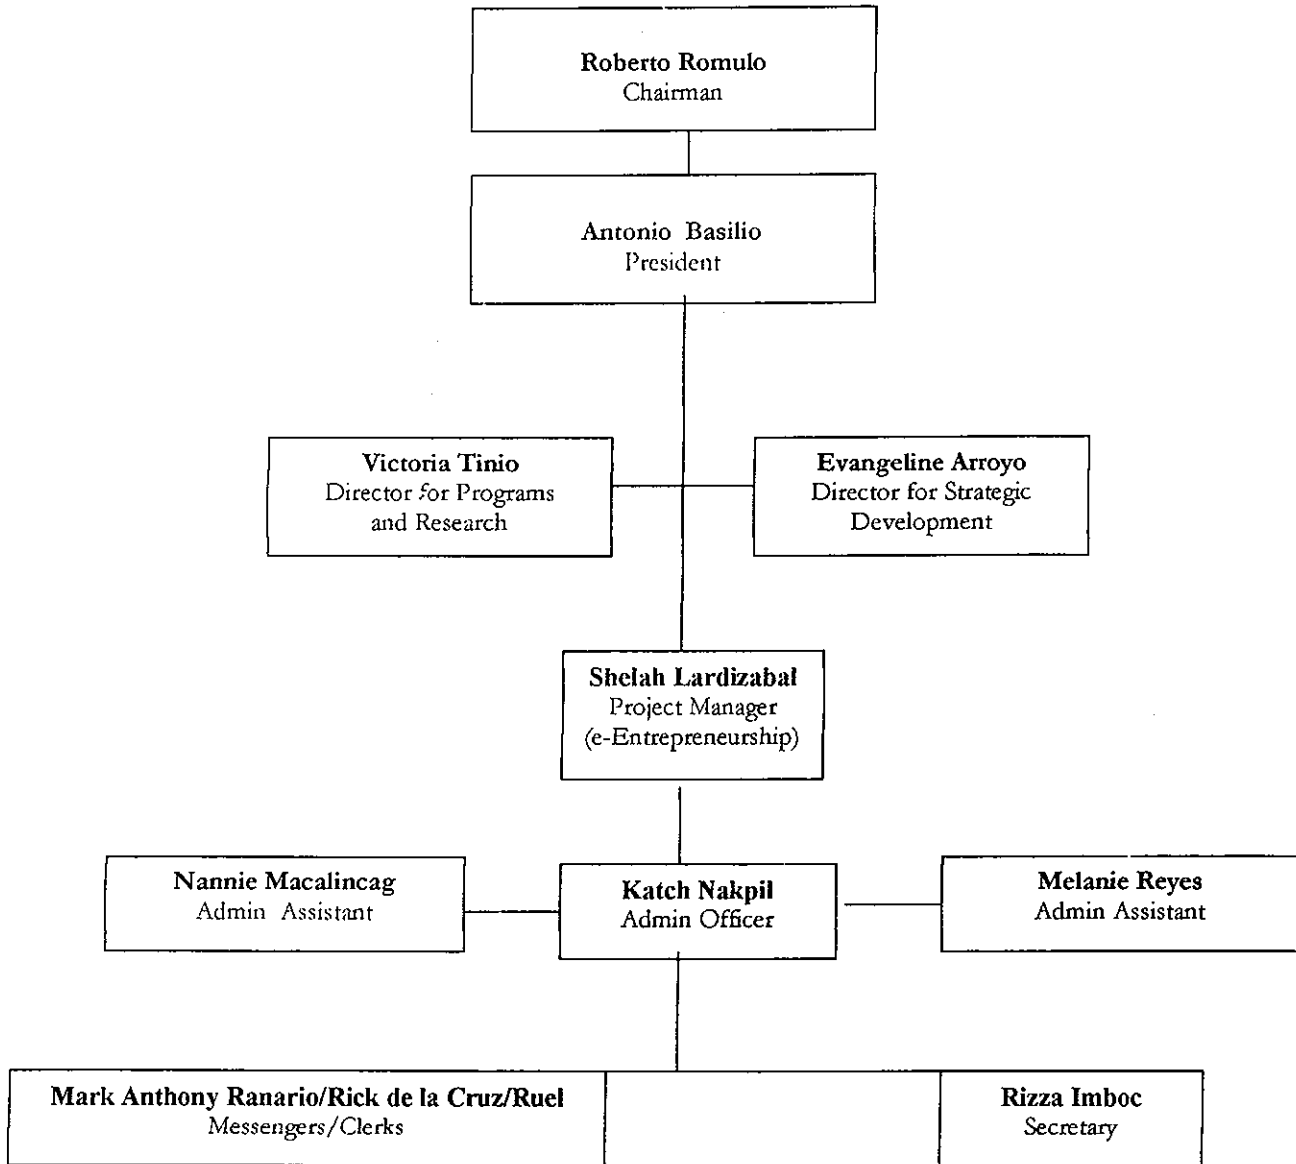 Roberto Romulo
Chairman
Antonio Basilio
President
Victoria Tinio
Director for Programs
and Research
Evangeline Arroyo
Director for Strategic
Development
Shelah Lardizabal
Project Manager
(e-Entrepreneurship)
Nannie Macalincag
Admin Assistant
Katch Nakpil
Admin Officer
Melanie Reyes
Admin Assistant
Mark Anthony Ranario/Rick de la Cruz/Ruel
Messengers/Clerks
Rizza Imboc
Secretary